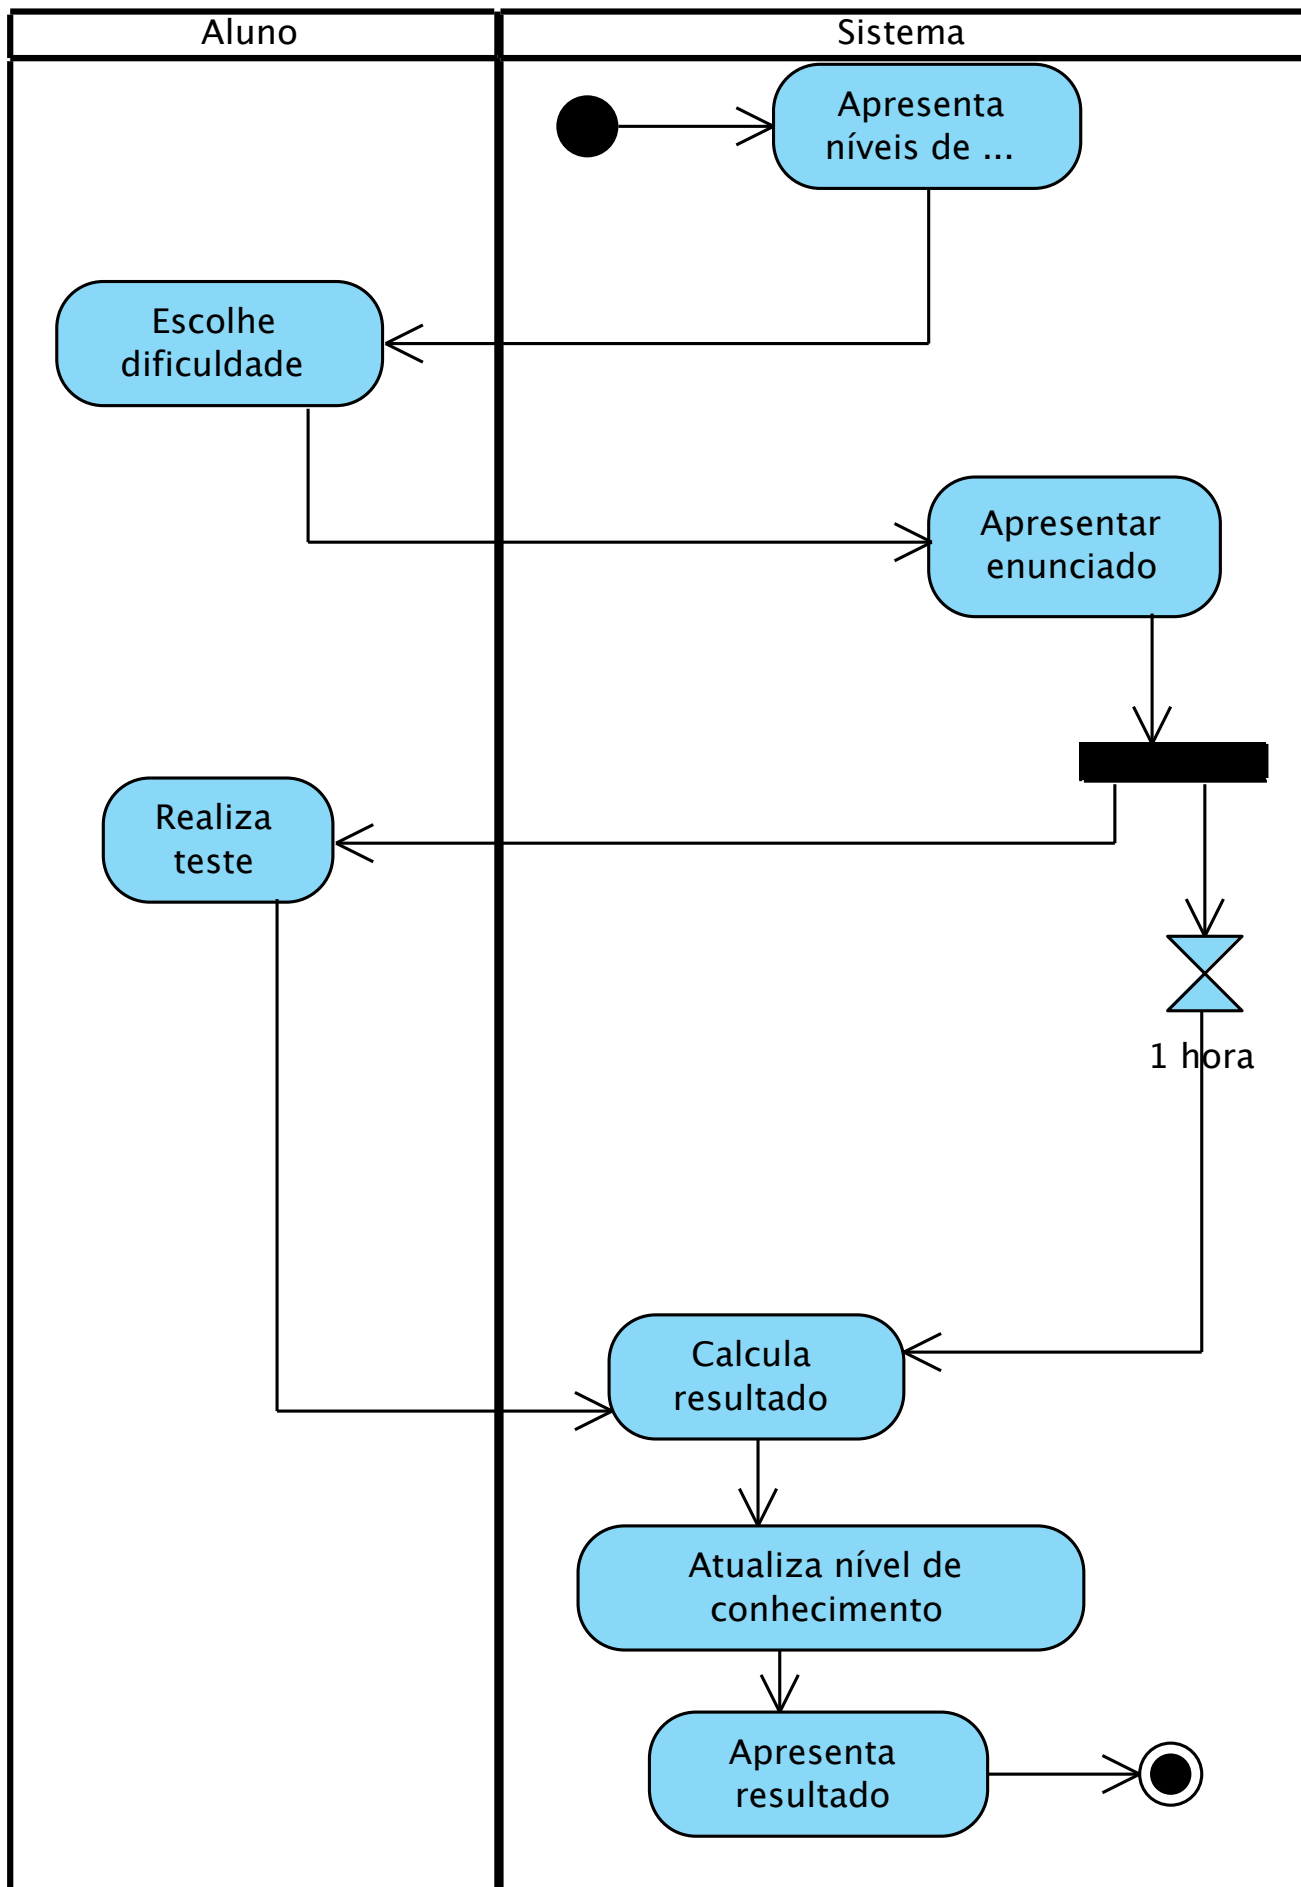 Aluno
Sistema
Apresenta
níveis de ...
Escolhe
dificuldade
Apresentar
enunciado
Realiza
teste
1 hora
Calcula
resultado
Atualiza nível de
conhecimento
Apresenta
resultado